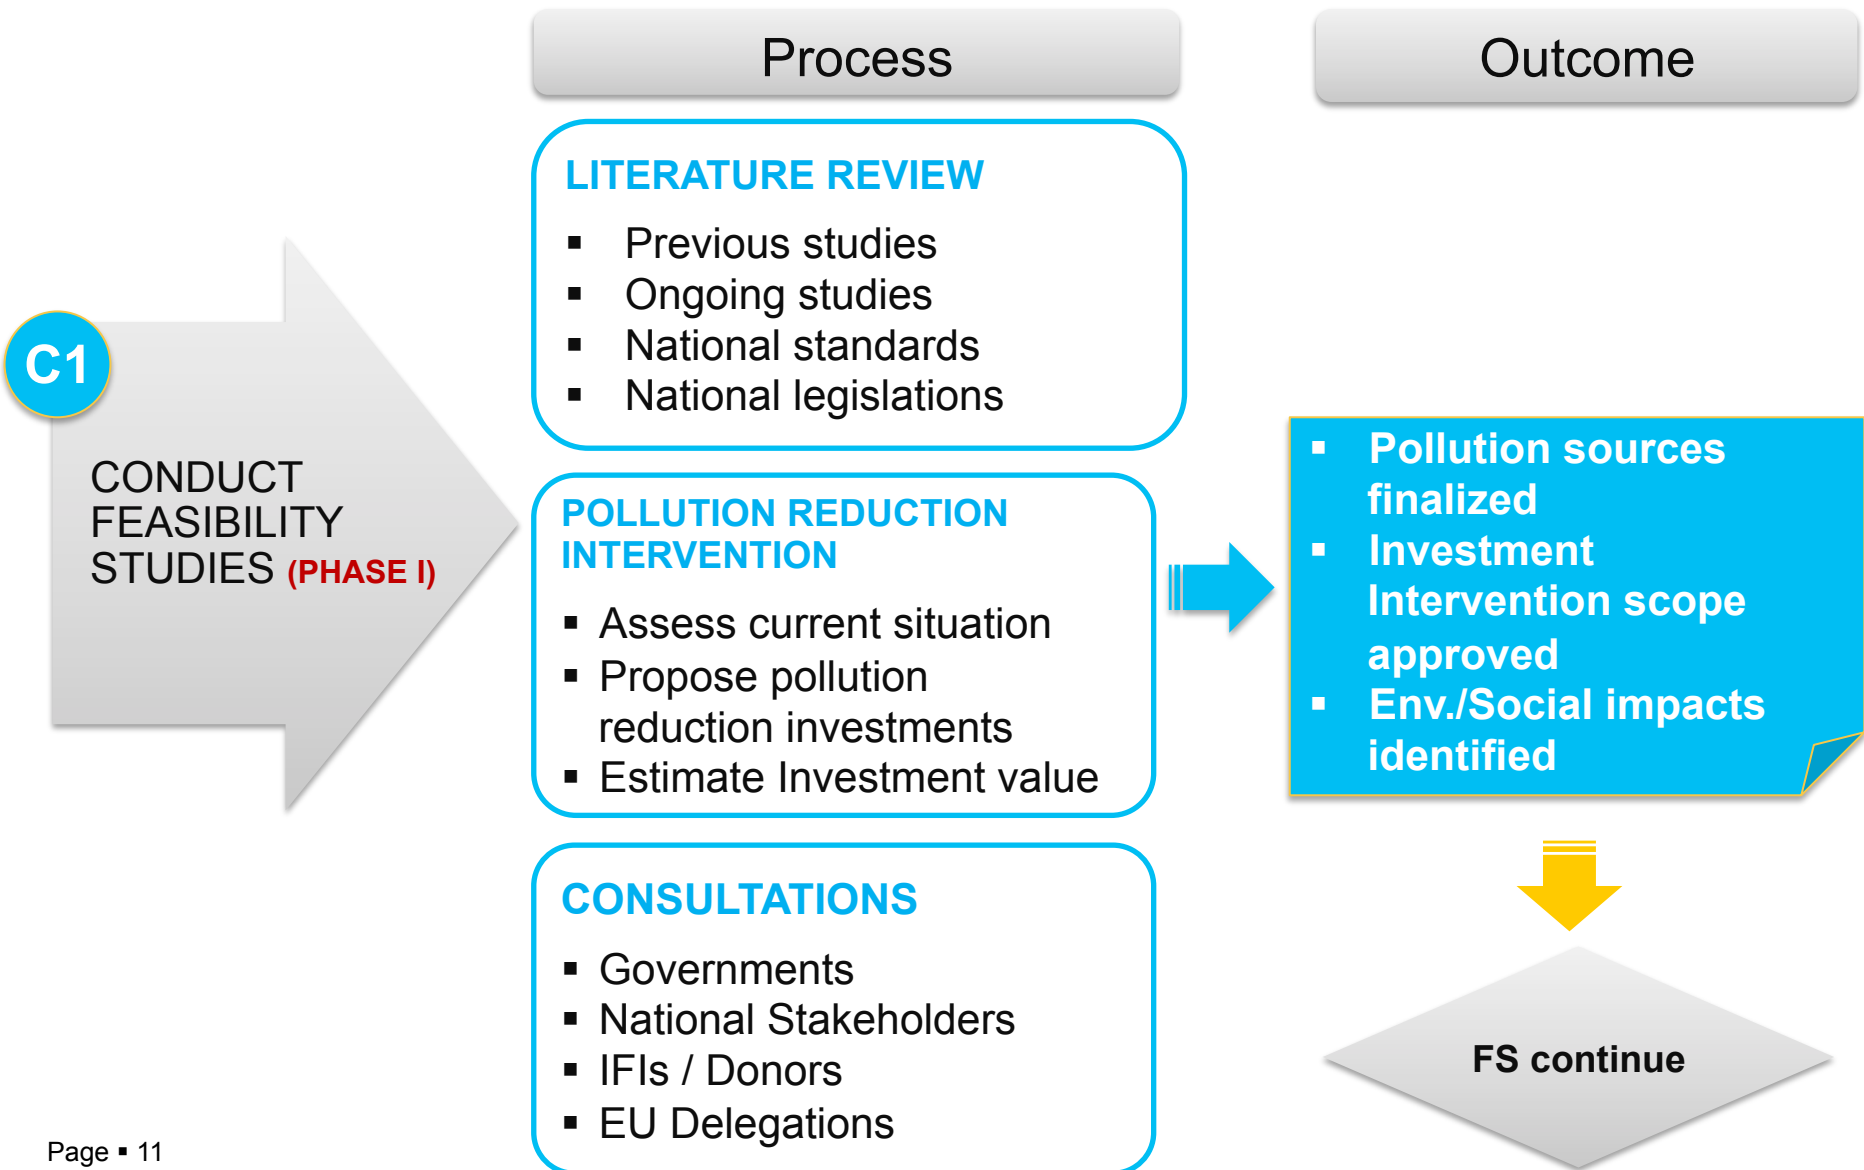 Process
Outcome
C1
CONDUCT
FEASIBILITY
STUDIES (PHASE I)
LITERATURE REVIEW
▪ Previous studies
▪ Ongoing studies
▪ National standards
▪ National legislations
POLLUTION REDUCTION
INTERVENTION
▪ Assess current situation
▪ Propose pollution
reduction investments
▪ Estimate Investment value
CONSULTATIONS
▪ Governments
▪ National Stakeholders
▪ IFIs / Donors
▪ EU Delegations
▪ Pollution sources
finalized
▪ Investment
Intervention scope
approved
▪ Env./Social impacts
identified
FS continue
Page ▪ 11